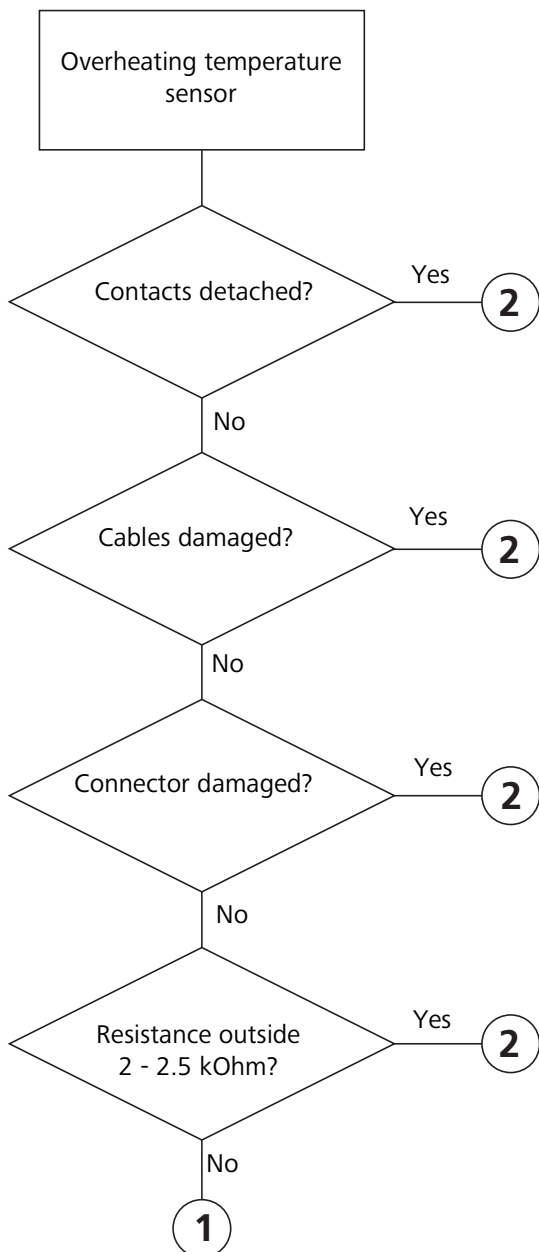 Overheating temperature
sensor
Contacts detached?
Yes
2
No
Cables damaged?
Yes
2
No
Connector damaged?
Yes
2
No
Resistance outside
2 - 2.5 kOhm?
Yes
2
No
1